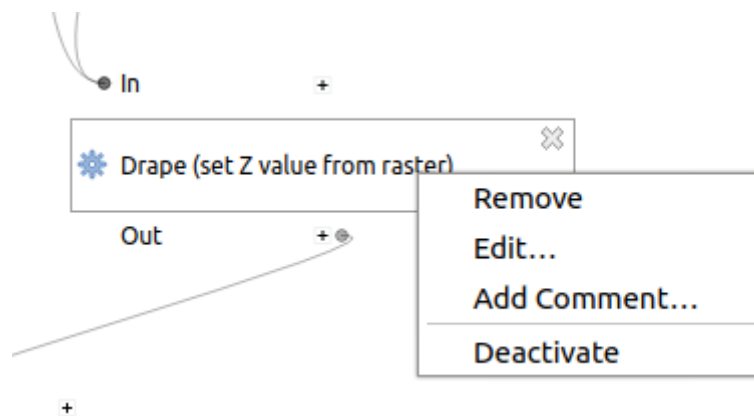 In
Drape (set Z value from raster)
Out
Remove
Edit...
Add Comment...
Deactivate